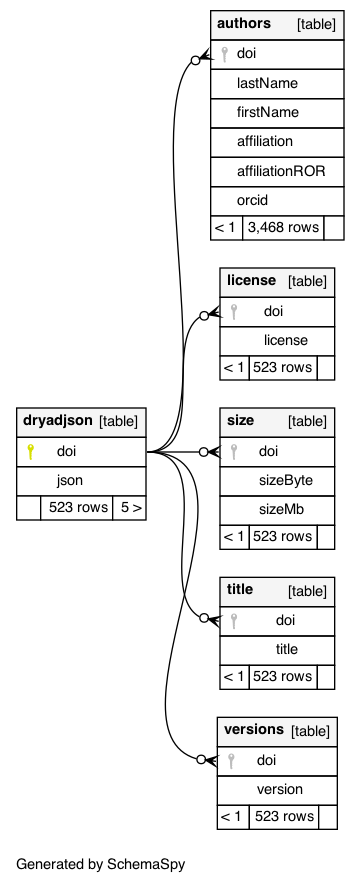 authors [table]
doi
lastName
firstName
affiliation
affiliationROR
orcid
< 1 3,468 rows
license [table]
doi
license
< 1 523 rows
dryadjson [table]
doi
json
523 rows 5 >
size [table]
doi
sizeByte
sizeMb
< 1 523 rows
title [table]
doi
title
< 1 523 rows
versions [table]
doi
version
< 1 523 rows
Generated by SchemaSpy